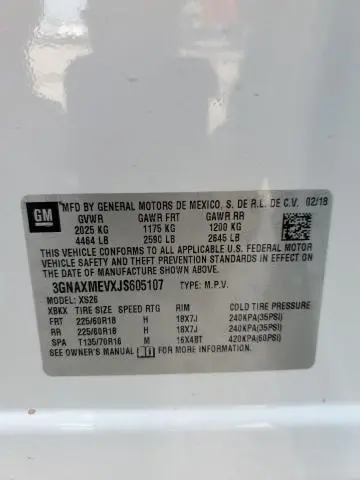 GM
MFD BY GENERAL MOTORS DE MEXICO, S. DE R.L. DE C.V. 02/18
GVWR GAWR FRT GAWR RR
2025 KG 1175 KG 1200 KG
4464 LB 2590 LB 2645 LB
THIS VEHICLE CONFORMS TO ALL APPLICABLE U.S. FEDERAL MOTOR
VEHICLE SAFETY AND THEFT PREVENTION STANDARDS IN EFFECT ON
THE DATE OF MANUFACTURE SHOWN ABOVE.
3GNAXMEVXJS605107 TYPE: M.P.V.
MODEL: XS26
XBKX TIRE SIZE SPEED RTG RIM COLD TIRE PRESSURE
FRT 225/60R18 H 18X7J 240KPA(35PSI)
RR 225/60R18 H 18X7J 240KPA(35PSI)
SPA T135/70R16 M 16X4BT 420KPA(60PSI)
SEE OWNER'S MANUAL FOR MORE INFORMATION